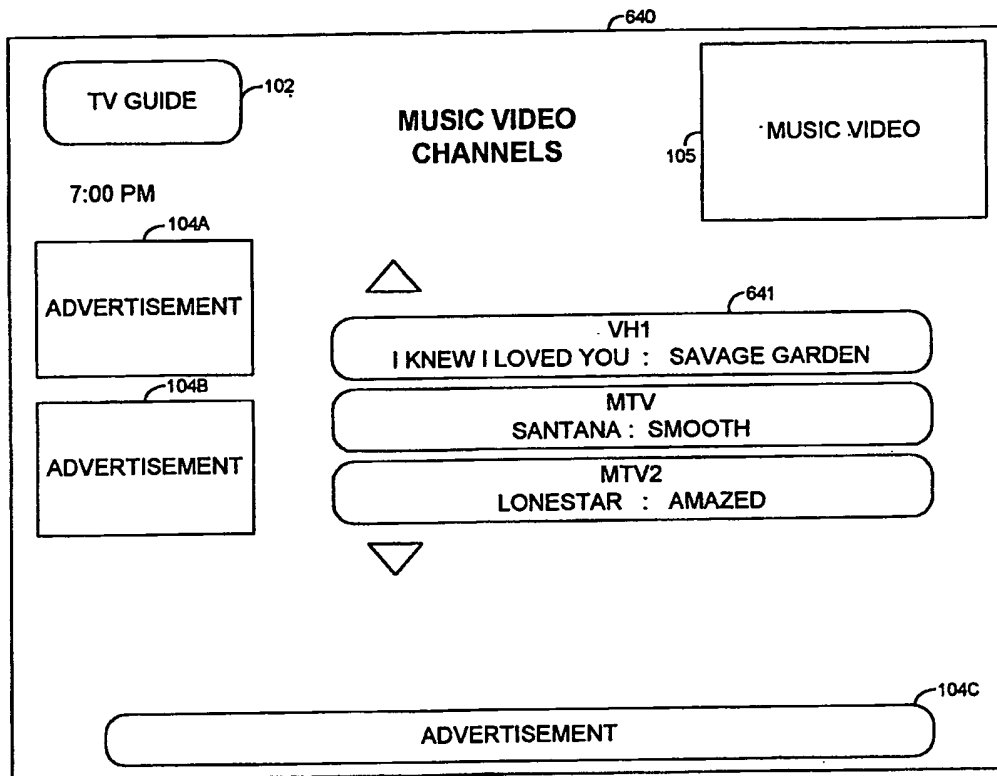 640
TV GUIDE
102
MUSIC VIDEO
CHANNELS
105
MUSIC VIDEO
7:00 PM
104A
ADVERTISEMENT
641
VH1
I KNEW I LOVED YOU : SAVAGE GARDEN
104B
ADVERTISEMENT
MTV
SANTANA : SMOOTH
MTV2
LONESTAR : AMAZED
104C
ADVERTISEMENT